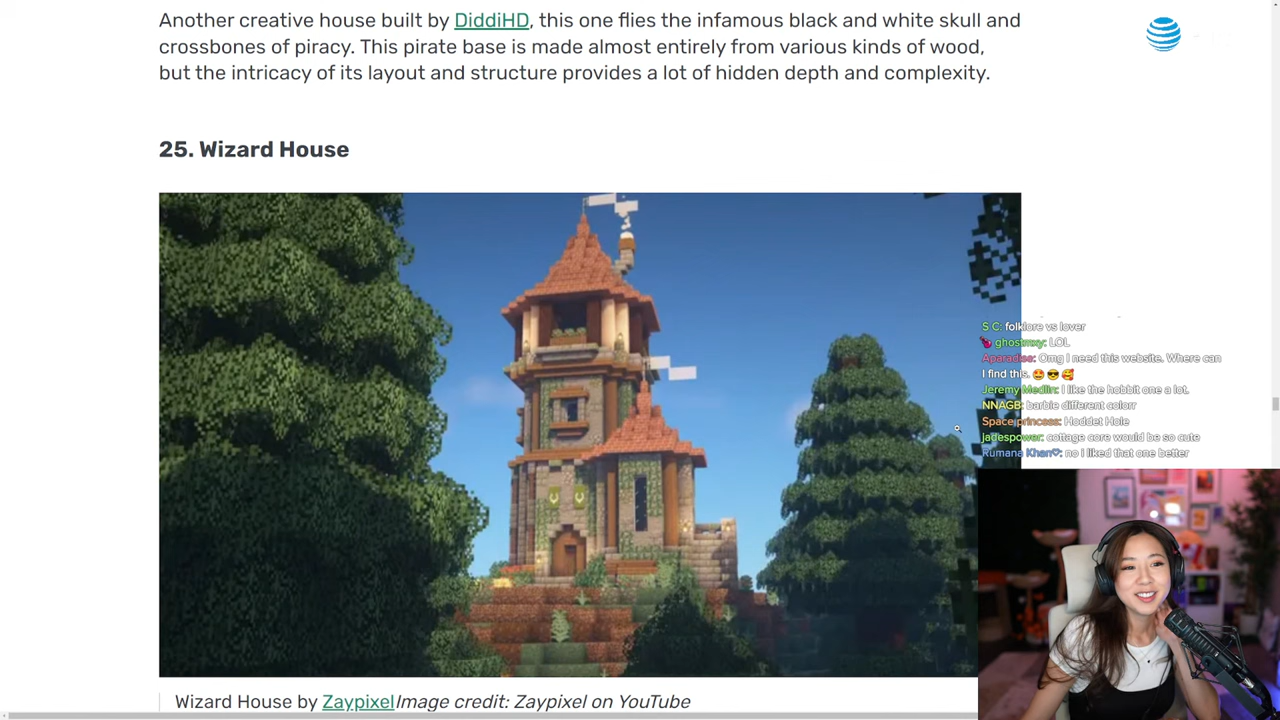 Another creative house built by DiddiHD, this one flies the infamous black and white skull and
crossbones of piracy. This pirate base is made almost entirely from various kinds of wood,
but the intricacy of its layout and structure provides a lot of hidden depth and complexity.
25. Wizard House
S C: folklore vs lover
ghostmxy: LOL
Aparadise: Omg I need this website. Where can
I find this. 🤩 😎 🥰
Jeremy Medlin: I like the hobbit one a lot.
NNAGB: barbie different colorr
Space princess: Hoddet Hole
jadespower: cottage core would be so cute
Rumana Khan♡: no I liked that one better
Wizard House by ZaypixelImage credit: Zaypixel on YouTube